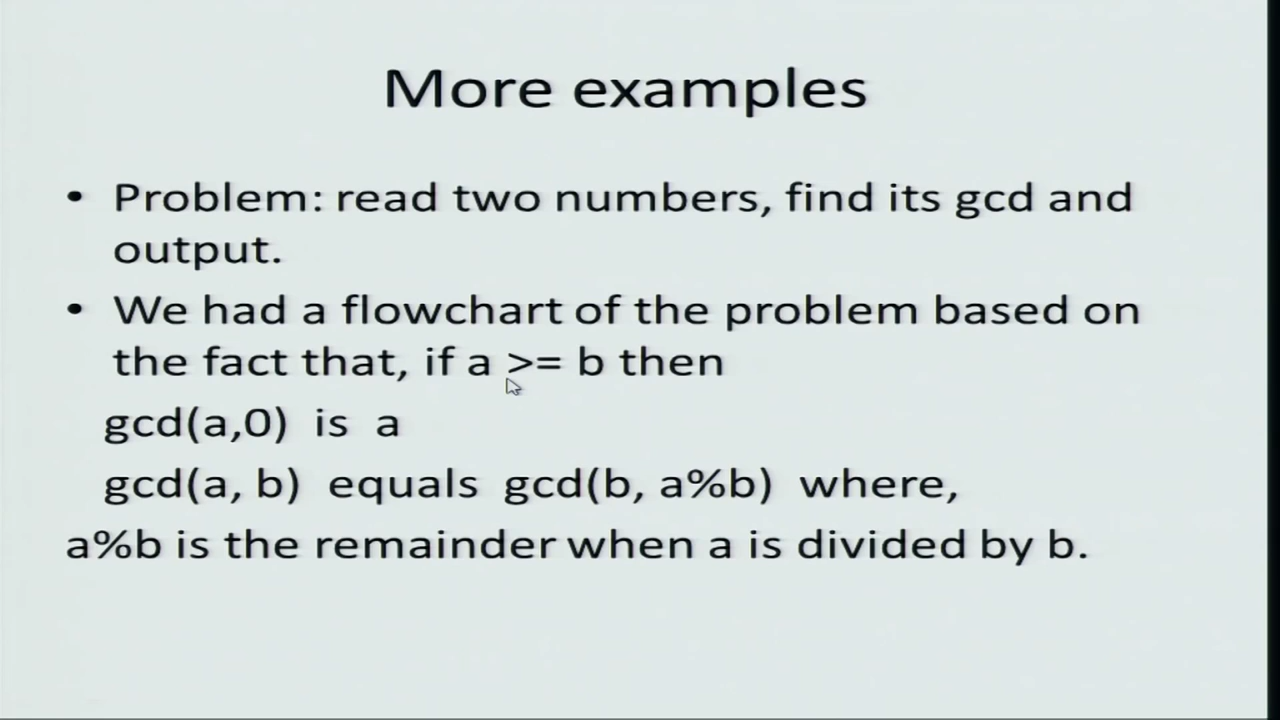 More examples
• Problem: read two numbers, find its gcd and
output.
• We had a flowchart of the problem based on
the fact that, if a >= b then
gcd(a,0) is a
gcd(a, b) equals gcd(b, a%b) where,
a%b is the remainder when a is divided by b.